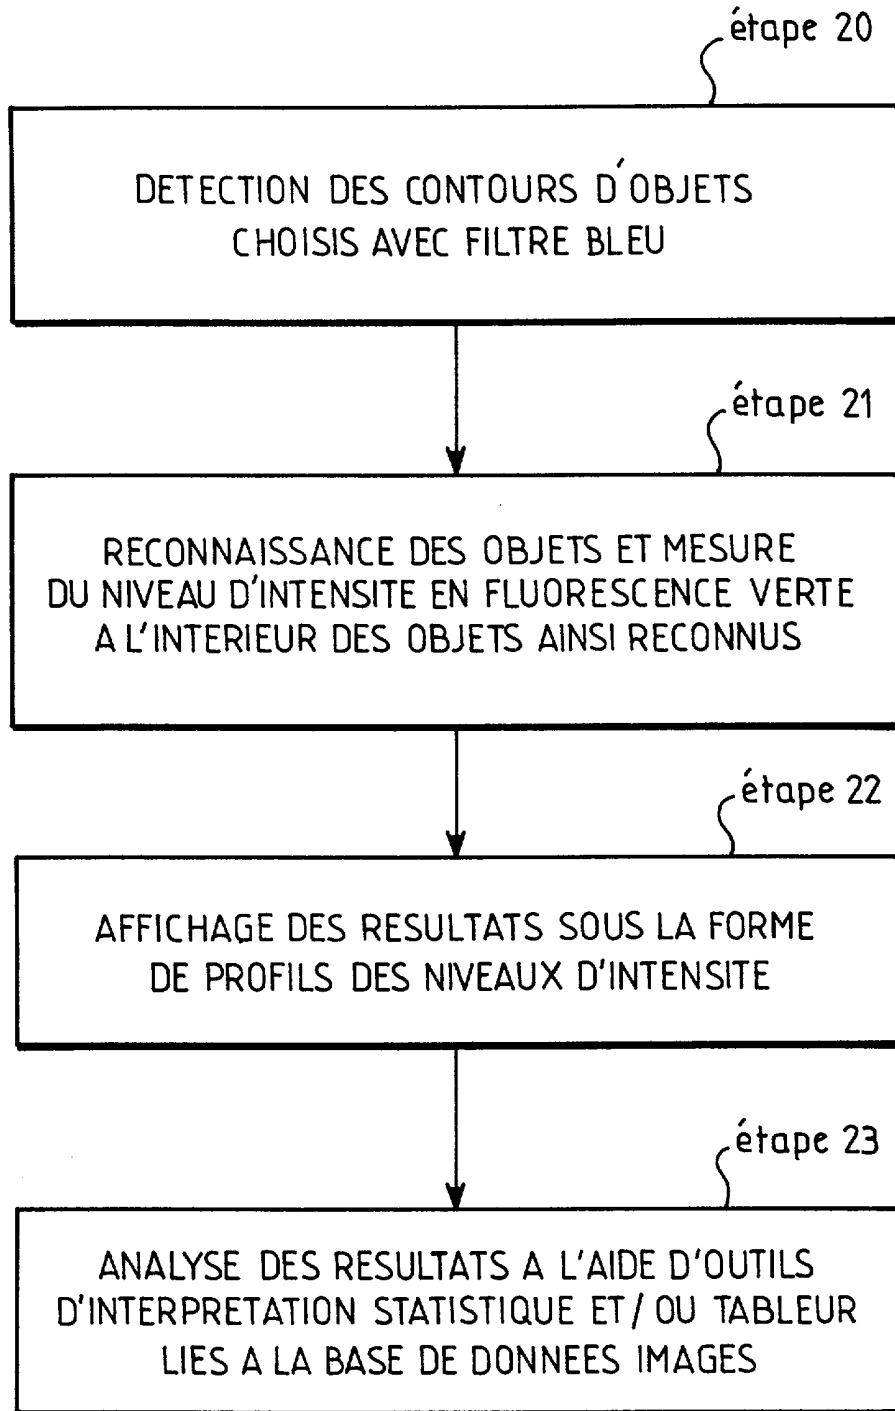 étape 20
DETECTION DES CONTOURS D'OBJETS
CHOISIS AVEC FILTRE BLEU
étape 21
RECONNAISSANCE DES OBJETS ET MESURE
DU NIVEAU D'INTENSITE EN FLUORESCENCE VERTE
A L'INTERIEUR DES OBJETS AINSI RECONNUS
étape 22
AFFICHAGE DES RESULTATS SOUS LA FORME
DE PROFILS DES NIVEAUX D'INTENSITE
étape 23
ANALYSE DES RESULTATS A L'AIDE D'OUTILS
D'INTERPRETATION STATISTIQUE ET / OU TABLEUR
LIES A LA BASE DE DONNEES IMAGES